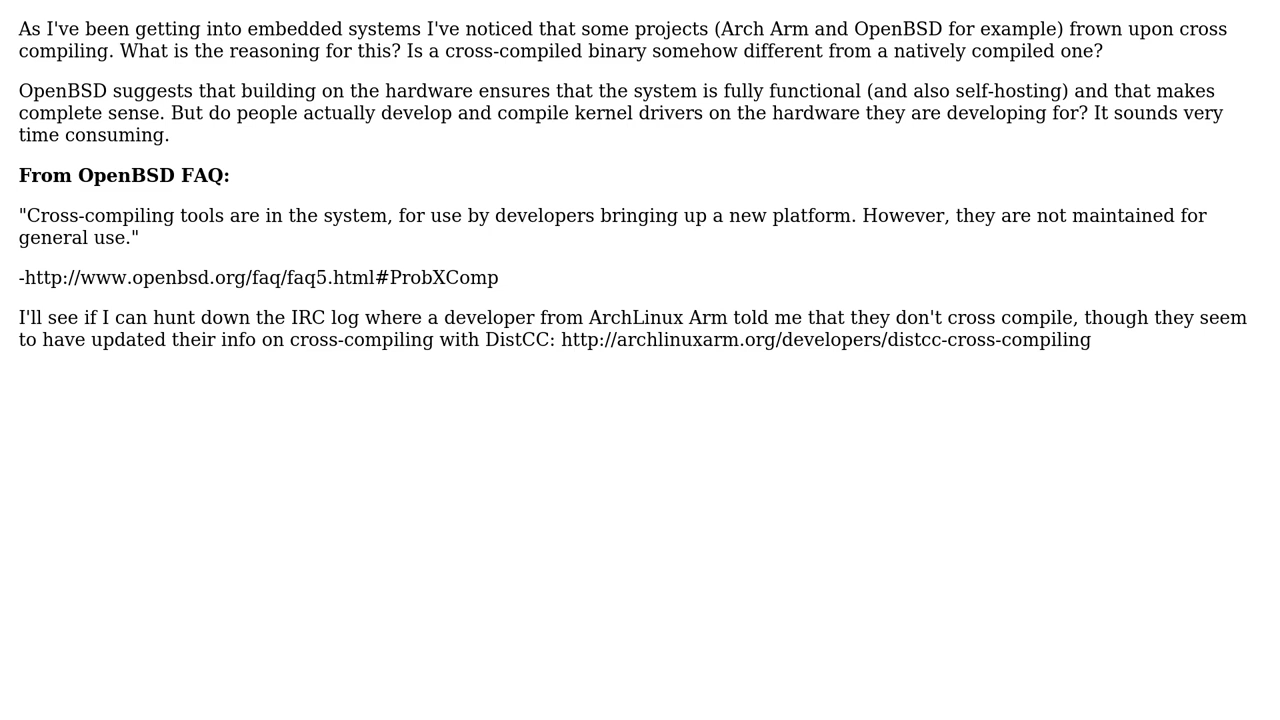 As I've been getting into embedded systems I've noticed that some projects (Arch Arm and OpenBSD for example) frown upon cross
compiling. What is the reasoning for this? Is a cross-compiled binary somehow different from a natively compiled one?
OpenBSD suggests that building on the hardware ensures that the system is fully functional (and also self-hosting) and that makes
complete sense. But do people actually develop and compile kernel drivers on the hardware they are developing for? It sounds very
time consuming.
From OpenBSD FAQ:
"Cross-compiling tools are in the system, for use by developers bringing up a new platform. However, they are not maintained for
general use."
-http://www.openbsd.org/faq/faq5.html#ProbXComp
I'll see if I can hunt down the IRC log where a developer from ArchLinux Arm told me that they don't cross compile, though they seem
to have updated their info on cross-compiling with DistCC: http://archlinuxarm.org/developers/distcc-cross-compiling